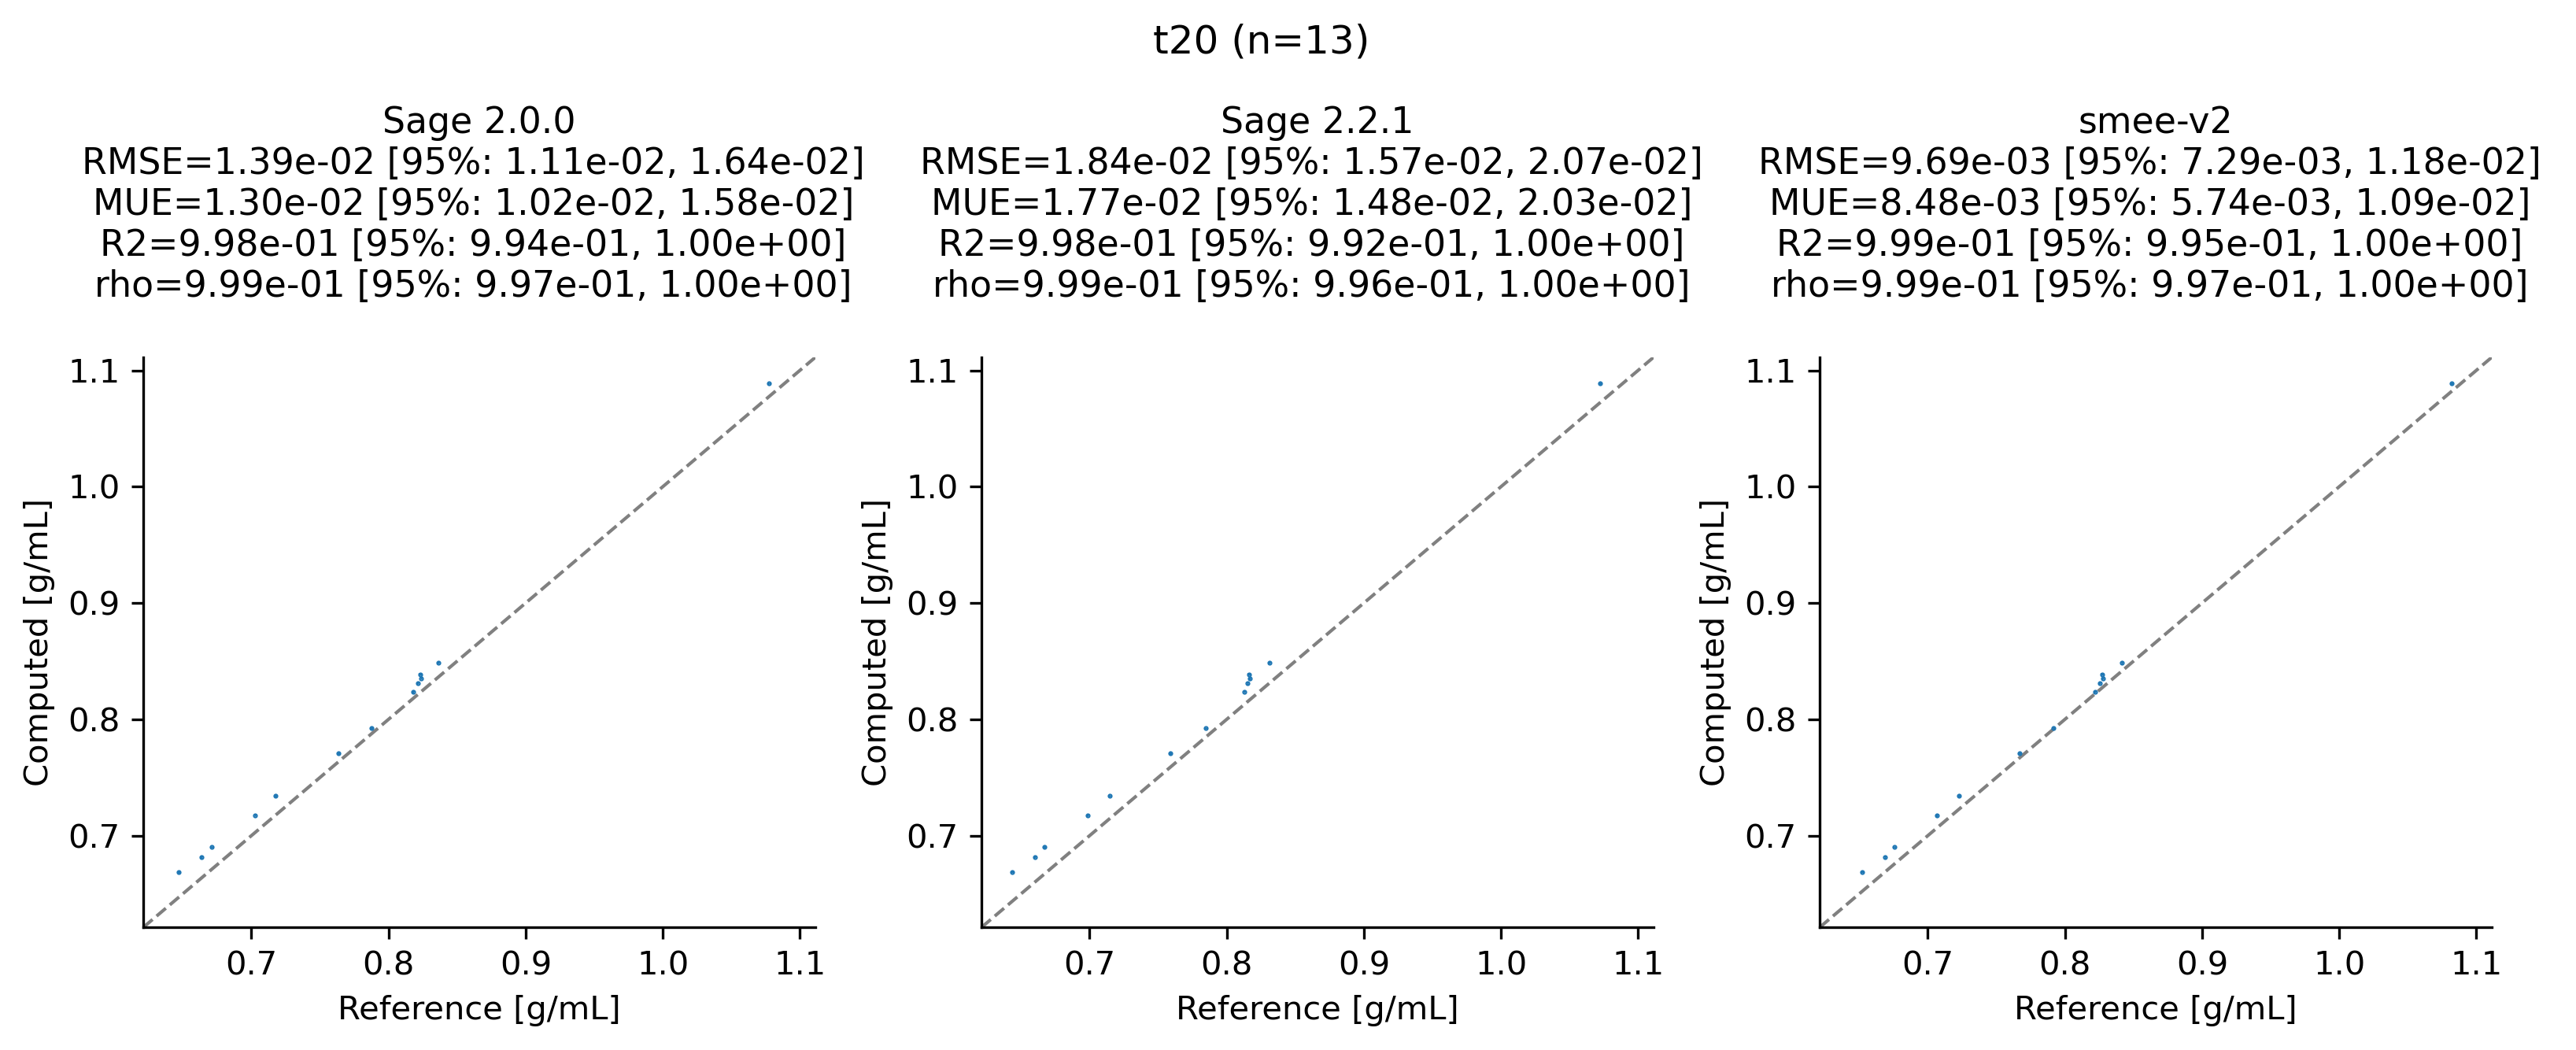 t20 (n=13)
Sage 2.0.0
RMSE=1.39e-02 [95%: 1.11e-02, 1.64e-02]
MUE=1.30e-02 [95%: 1.02e-02, 1.58e-02]
R2=9.98e-01 [95%: 9.94e-01, 1.00e+00]
rho=9.99e-01 [95%: 9.97e-01, 1.00e+00]
1.1
1.0
0.9
0.8
0.7
Computed [g/mL]
0.7 0.8 0.9 1.0 1.1
Reference [g/mL]
Sage 2.2.1
RMSE=1.84e-02 [95%: 1.57e-02, 2.07e-02]
MUE=1.77e-02 [95%: 1.48e-02, 2.03e-02]
R2=9.98e-01 [95%: 9.92e-01, 1.00e+00]
rho=9.99e-01 [95%: 9.96e-01, 1.00e+00]
1.1
1.0
0.9
0.8
0.7
Computed [g/mL]
0.7 0.8 0.9 1.0 1.1
Reference [g/mL]
smee-v2
RMSE=9.69e-03 [95%: 7.29e-03, 1.18e-02]
MUE=8.48e-03 [95%: 5.74e-03, 1.09e-02]
R2=9.99e-01 [95%: 9.95e-01, 1.00e+00]
rho=9.99e-01 [95%: 9.97e-01, 1.00e+00]
1.1
1.0
0.9
0.8
0.7
Computed [g/mL]
0.7 0.8 0.9 1.0 1.1
Reference [g/mL]